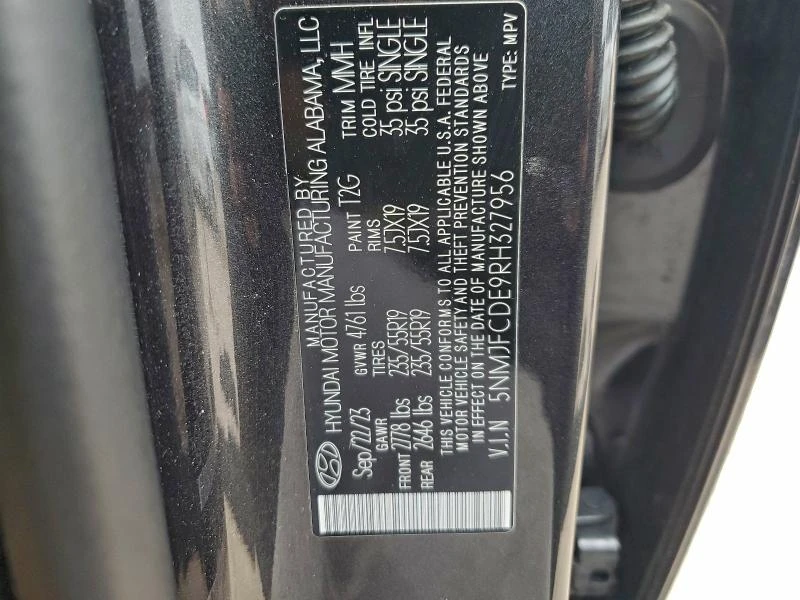 MANUFACTURED BY
HYUNDAI MOTOR MANUFACTURING ALABAMA, LLC
Sep/22/23 GVWR 4761 lbs PAINT T2G TRIM MMH
GAWR TIRES RIMS COLD TIRE INFL
FRONT 2778 lbs 235/55R19 7.5JX19 35 psi SINGLE
REAR 2646 lbs 235/55R19 7.5JX19 35 psi SINGLE
THIS VEHICLE CONFORMS TO ALL APPLICABLE U.S.A. FEDERAL
MOTOR VEHICLE SAFETY AND THEFT PREVENTION STANDARDS
IN EFFECT ON THE DATE OF MANUFACTURE SHOWN ABOVE
V.I.N 5NMJFCDE9RH327956 TYPE: MPV